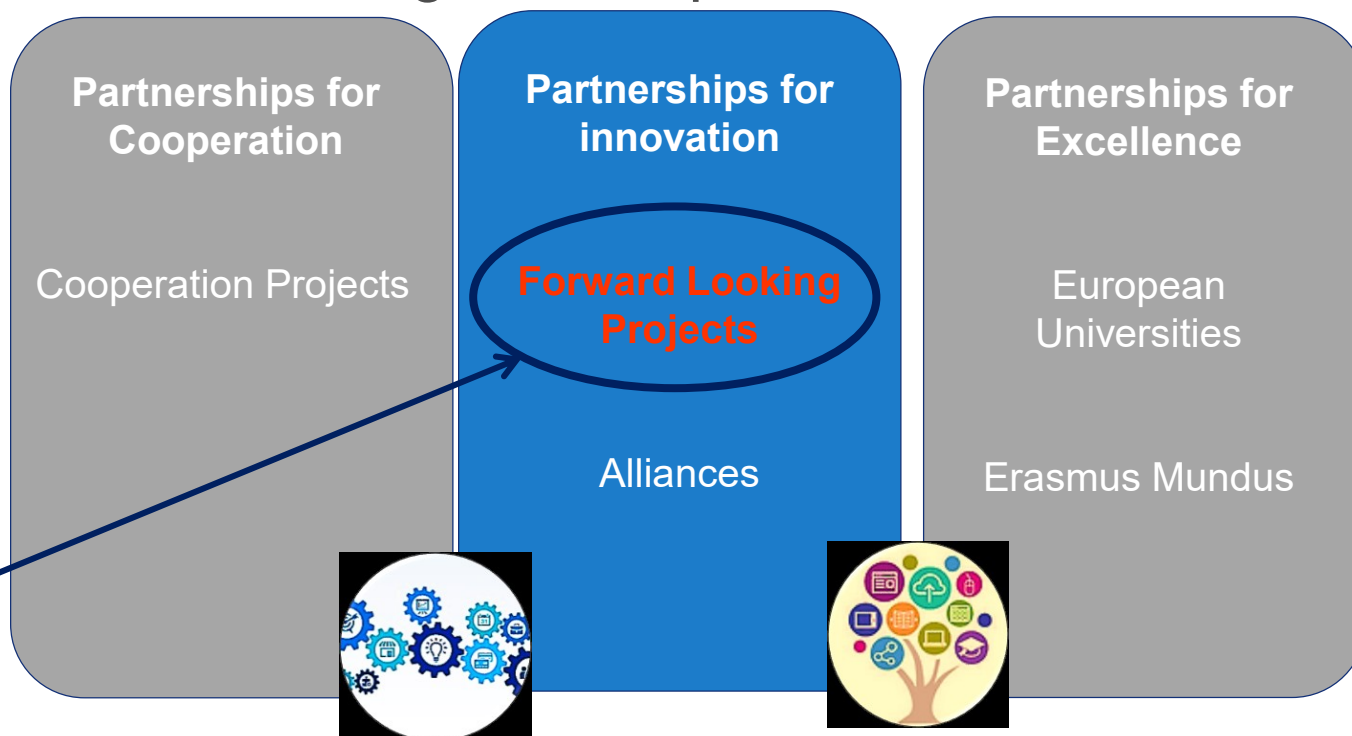 Partnerships for
Cooperation
Cooperation Projects
Partnerships for
innovation
Forward Looking
Projects
Alliances
Partnerships for
Excellence
European
Universities
Erasmus Mundus